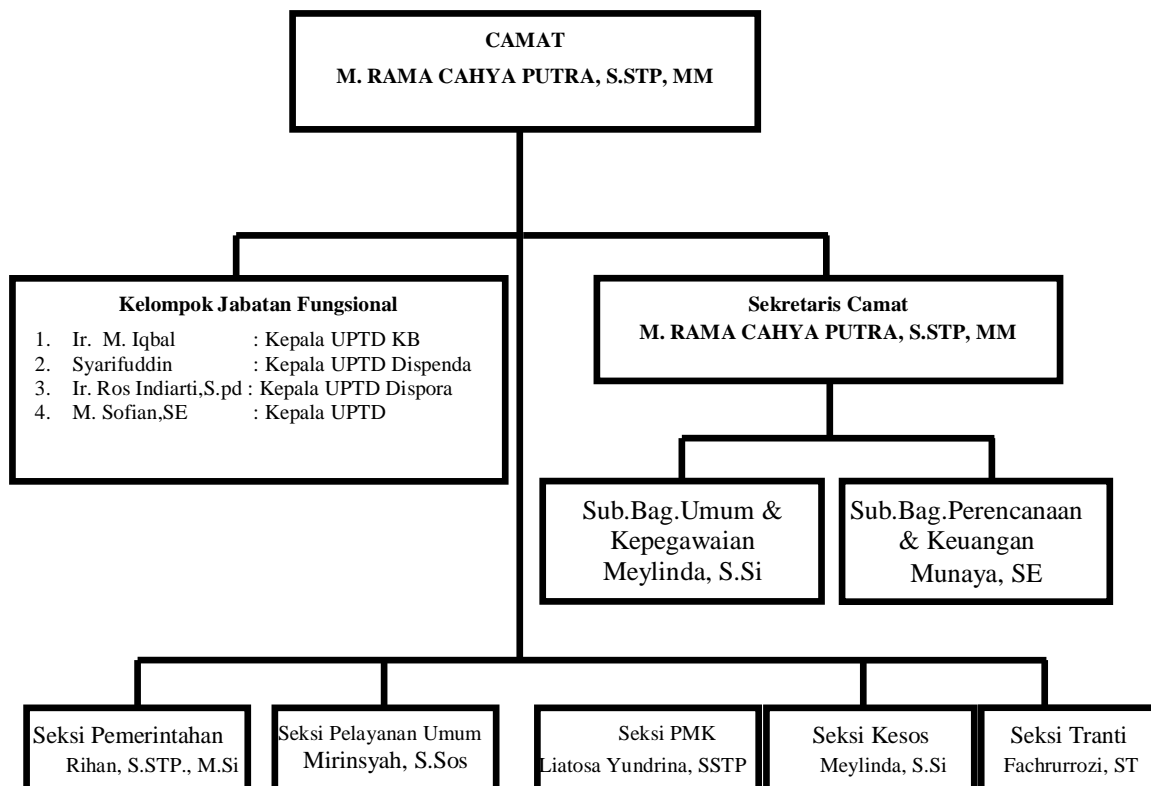 CAMAT
M. RAMA CAHYA PUTRA, S.STP, MM
Kelompok Jabatan Fungsional
1. Ir. M. Iqbal : Kepala UPTD KB
2. Syarifuddin : Kepala UPTD Dispenda
3. Ir. Ros Indiarti,S.pd : Kepala UPTD Dispora
4. M. Sofian,SE : Kepala UPTD
Sekretaris Camat
M. RAMA CAHYA PUTRA, S.STP, MM
Sub.Bag.Umum &
Kepegawaian
Meylinda, S.Si
Sub.Bag.Perencanaan
& Keuangan
Munaya, SE
Seksi Pemerintahan
Rihan, S.STP., M.Si
Seksi Pelayanan Umum
Mirinsyah, S.Sos
Seksi PMK
Liatosa Yundrina, SSTP
Seksi Kesos
Meylinda, S.Si
Seksi Tranti
Fachrurrozi, ST